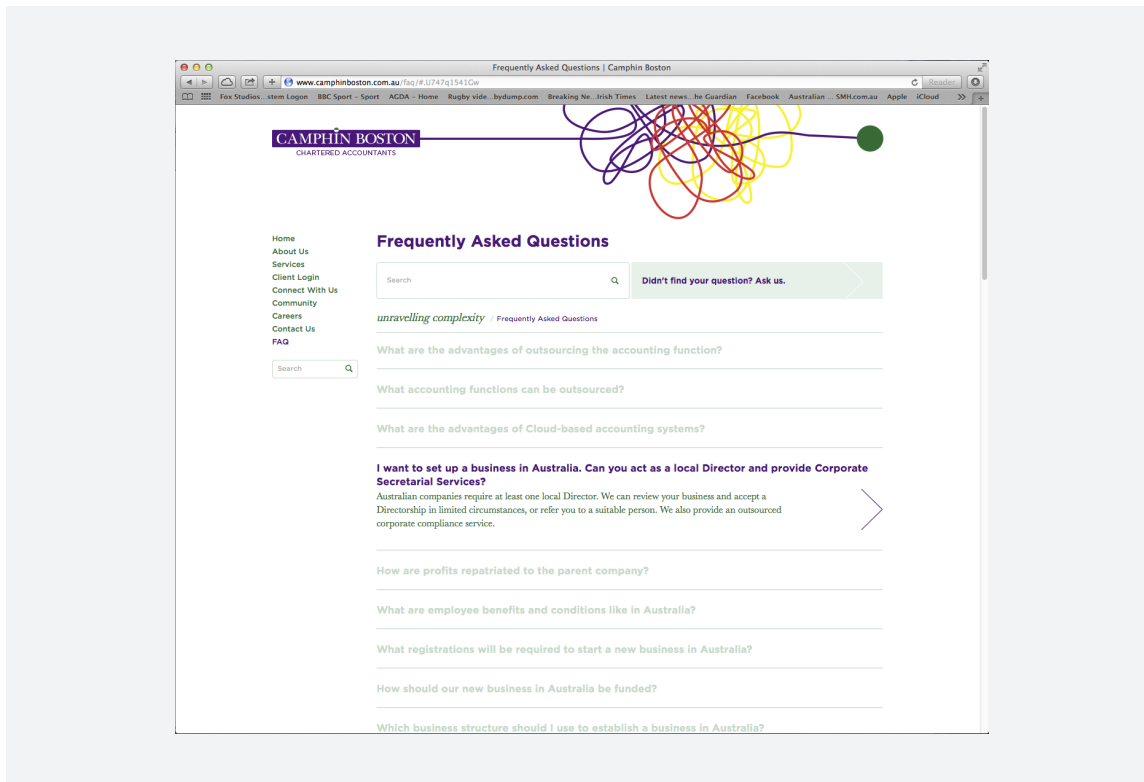 Frequently Asked Questions | Camphin Boston
www.camphinboston.com.au/faq/#.U747q1541Gw
Reader
Fox Studios...stem Logon BBC Sport – Sport AGDA – Home Rugby vide...bydump.com Breaking Ne...Irish Times Latest news...he Guardian Facebook Australian ... SMH.com.au Apple iCloud
CAMPHIN BOSTON
CHARTERED ACCOUNTANTS
Home
About Us
Services
Client Login
Connect With Us
Community
Careers
Contact Us
FAQ
Search
Frequently Asked Questions
Search
Didn't find your question? Ask us.
unravelling complexity / Frequently Asked Questions
What are the advantages of outsourcing the accounting function?
What accounting functions can be outsourced?
What are the advantages of Cloud-based accounting systems?
I want to set up a business in Australia. Can you act as a local Director and provide Corporate
Secretarial Services?
Australian companies require at least one local Director. We can review your business and accept a
Directorship in limited circumstances, or refer you to a suitable person. We also provide an outsourced
corporate compliance service.
How are profits repatriated to the parent company?
What are employee benefits and conditions like in Australia?
What registrations will be required to start a new business in Australia?
How should our new business in Australia be funded?
Which business structure should I use to establish a business in Australia?